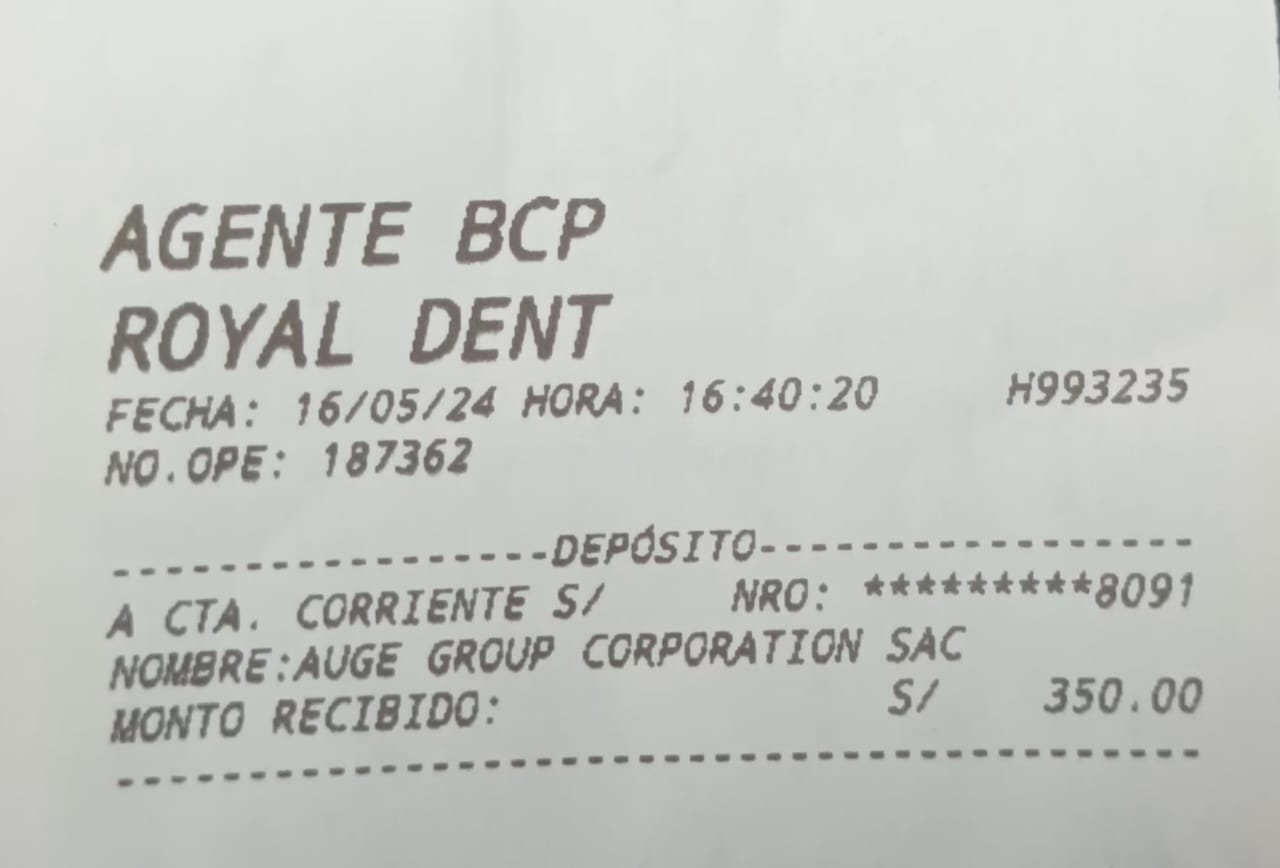 AGENTE BCP
ROYAL DENT
FECHA: 16/05/24 HORA: 16:40:20 H993235
NO.OPE: 187362
-----------------DEPÓSITO-----------------
A CTA. CORRIENTE S/ NRO: *********8091
NOMBRE:AUGE GROUP CORPORATION SAC
MONTO RECIBIDO: S/ 350.00
------------------------------------------